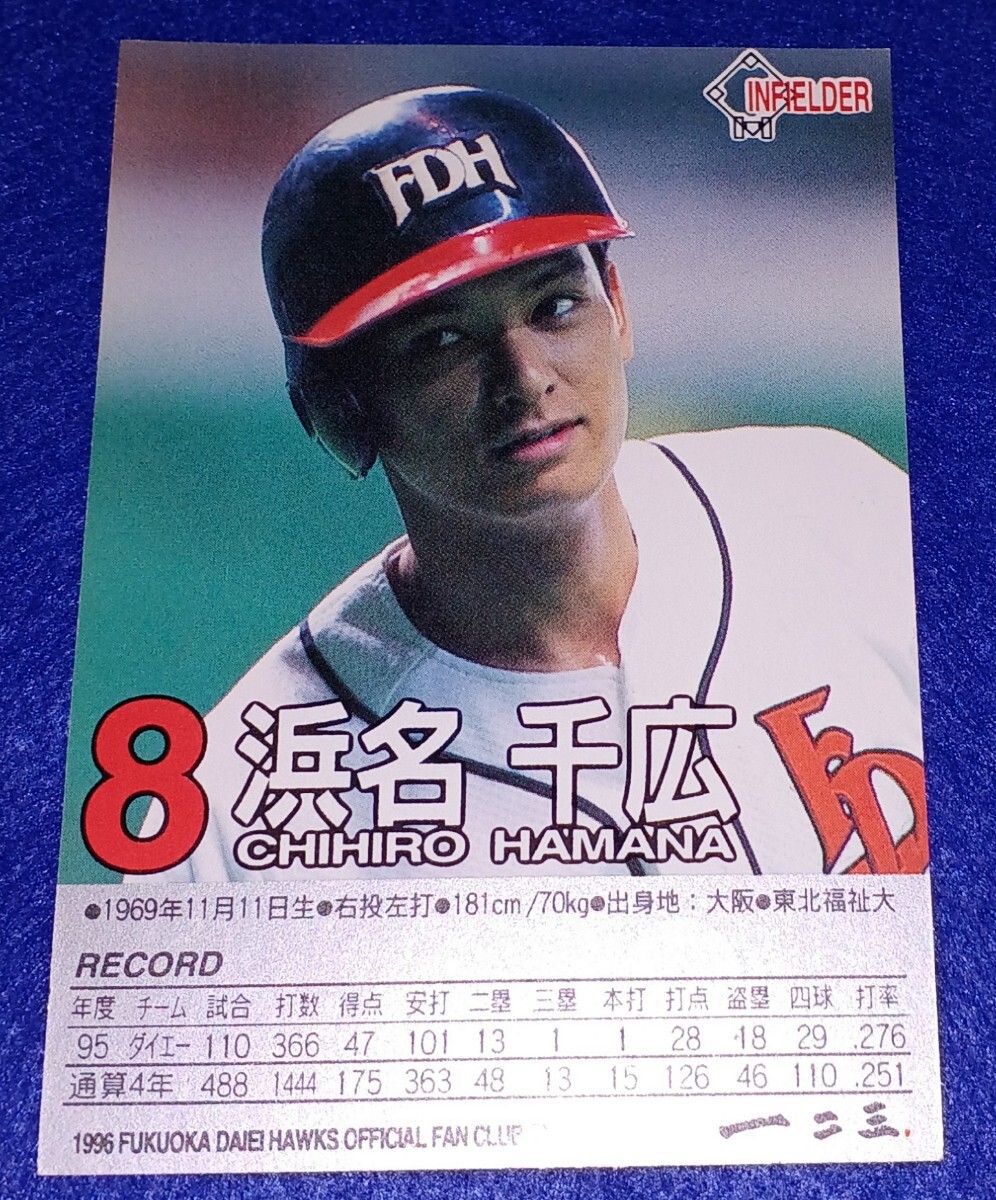 INFIELDER
FDH
8 浜名 千広
CHIHIRO HAMANA
●1969年11月11日生●右投左打●181cm/70kg●出身地：大阪●東北福祉大
RECORD
年度 チーム 試合 打数 得点 安打 二塁 三塁 本打 打点 盗塁 四球 打率
95 ダイエー 110 366 47 101 13 1 1 28 18 29 .276
通算4年 488 1444 175 363 48 13 15 126 46 110 .251
1996 FUKUOKA DAIEI HAWKS OFFICIAL FAN CLUB
一二三.